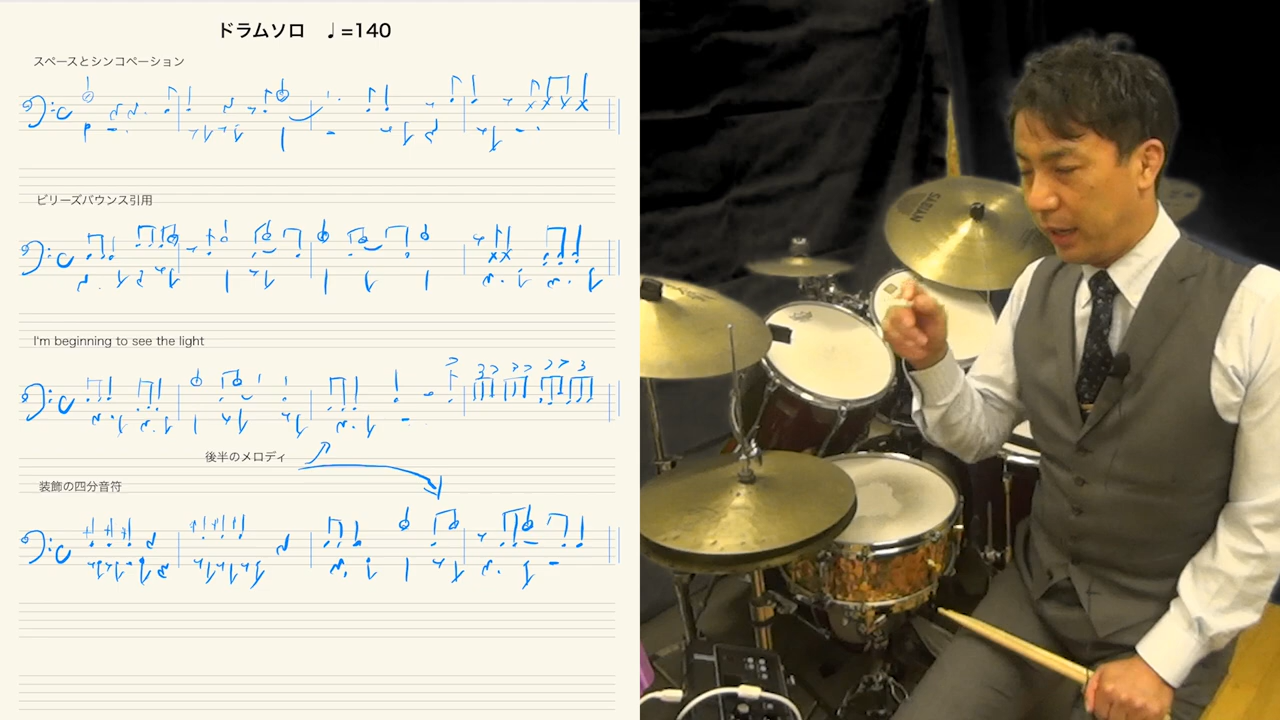 ドラムソロ ♩=140
スペースとシンコペーション
ビリーズバウンス引用
I'm beginning to see the light
後半のメロディ
装飾の四分音符
SABIAN